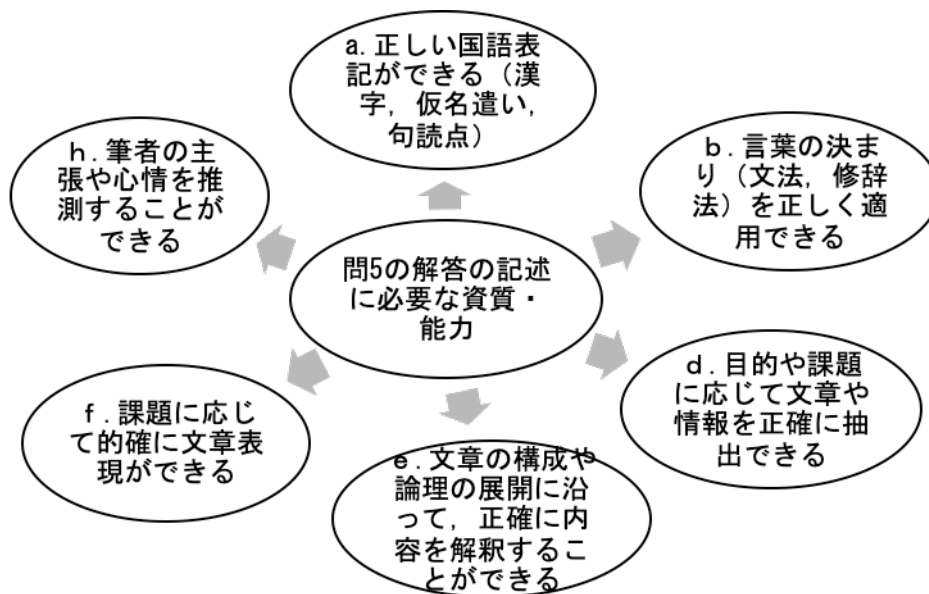 a.正しい国語表
記ができる（漢
字，仮名遣い，
句読点）
b．言葉の決ま
り（文法，修辞
法）を正しく適
用できる
h．筆者の主
張や心情を推
測することが
できる
問5の解答の記述
に必要な資質・
能力
d．目的や課題
に応じて文章や
情報を正確に抽
出できる
f．課題に応じ
て的確に文章表
現ができる
e．文章の構成や
論理の展開に沿
って，正確に内
容を解釈するこ
とができる